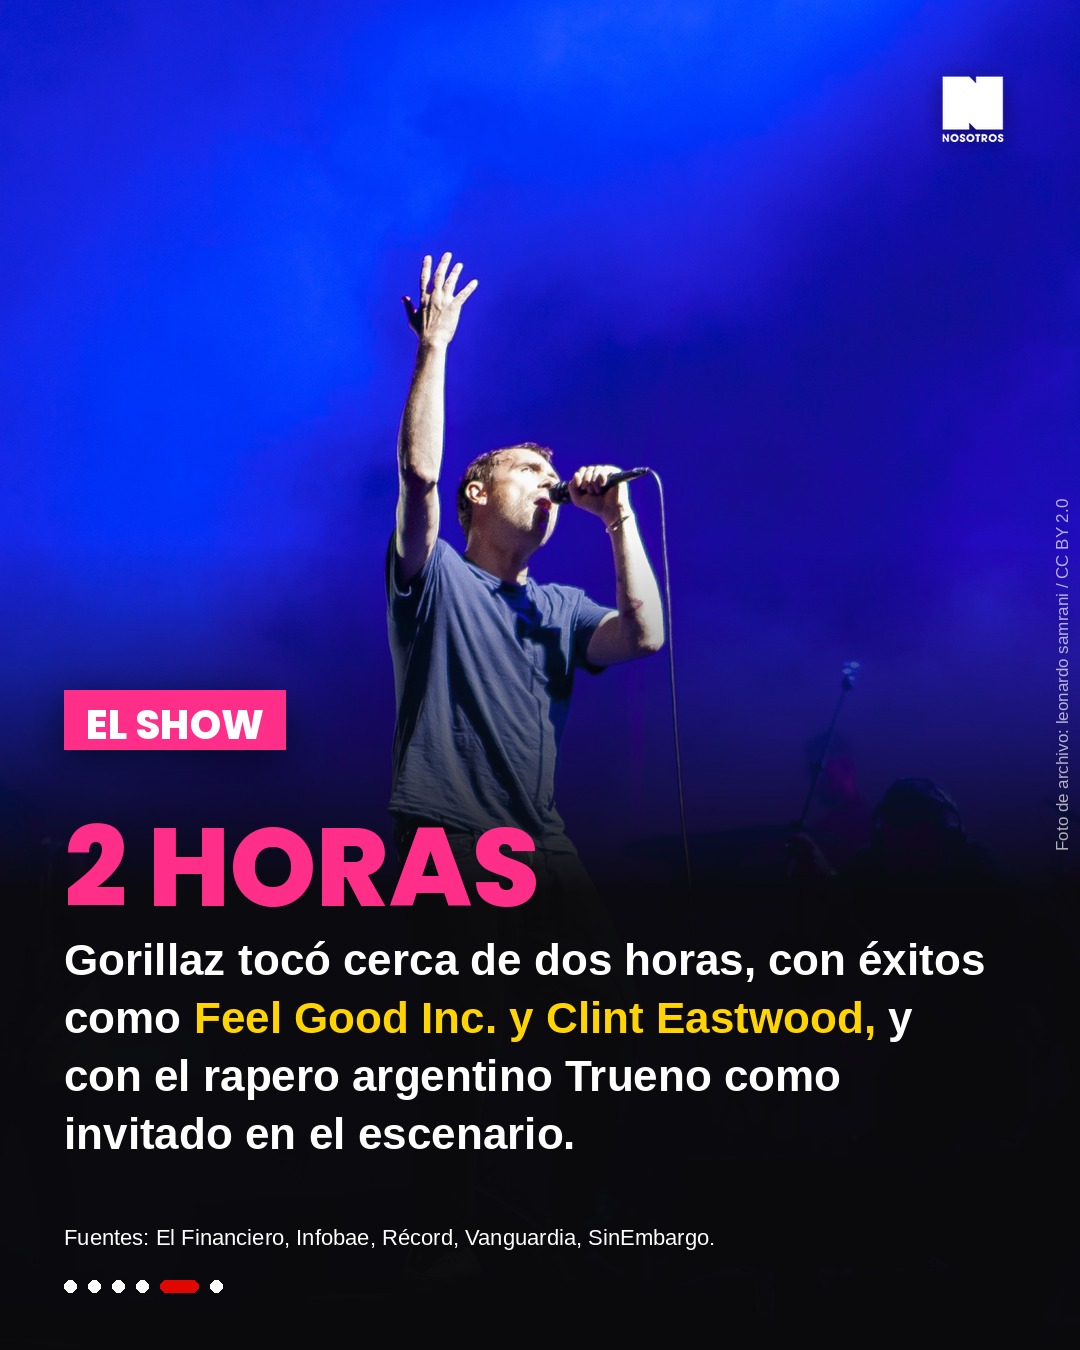 NOSOTROS
Foto de archivo: leonardo samrani / CC BY 2.0
EL SHOW
2 HORAS
Gorillaz tocó cerca de dos horas, con éxitos
como Feel Good Inc. y Clint Eastwood, y
con el rapero argentino Trueno como
invitado en el escenario.
Fuentes: El Financiero, Infobae, Récord, Vanguardia, SinEmbargo.